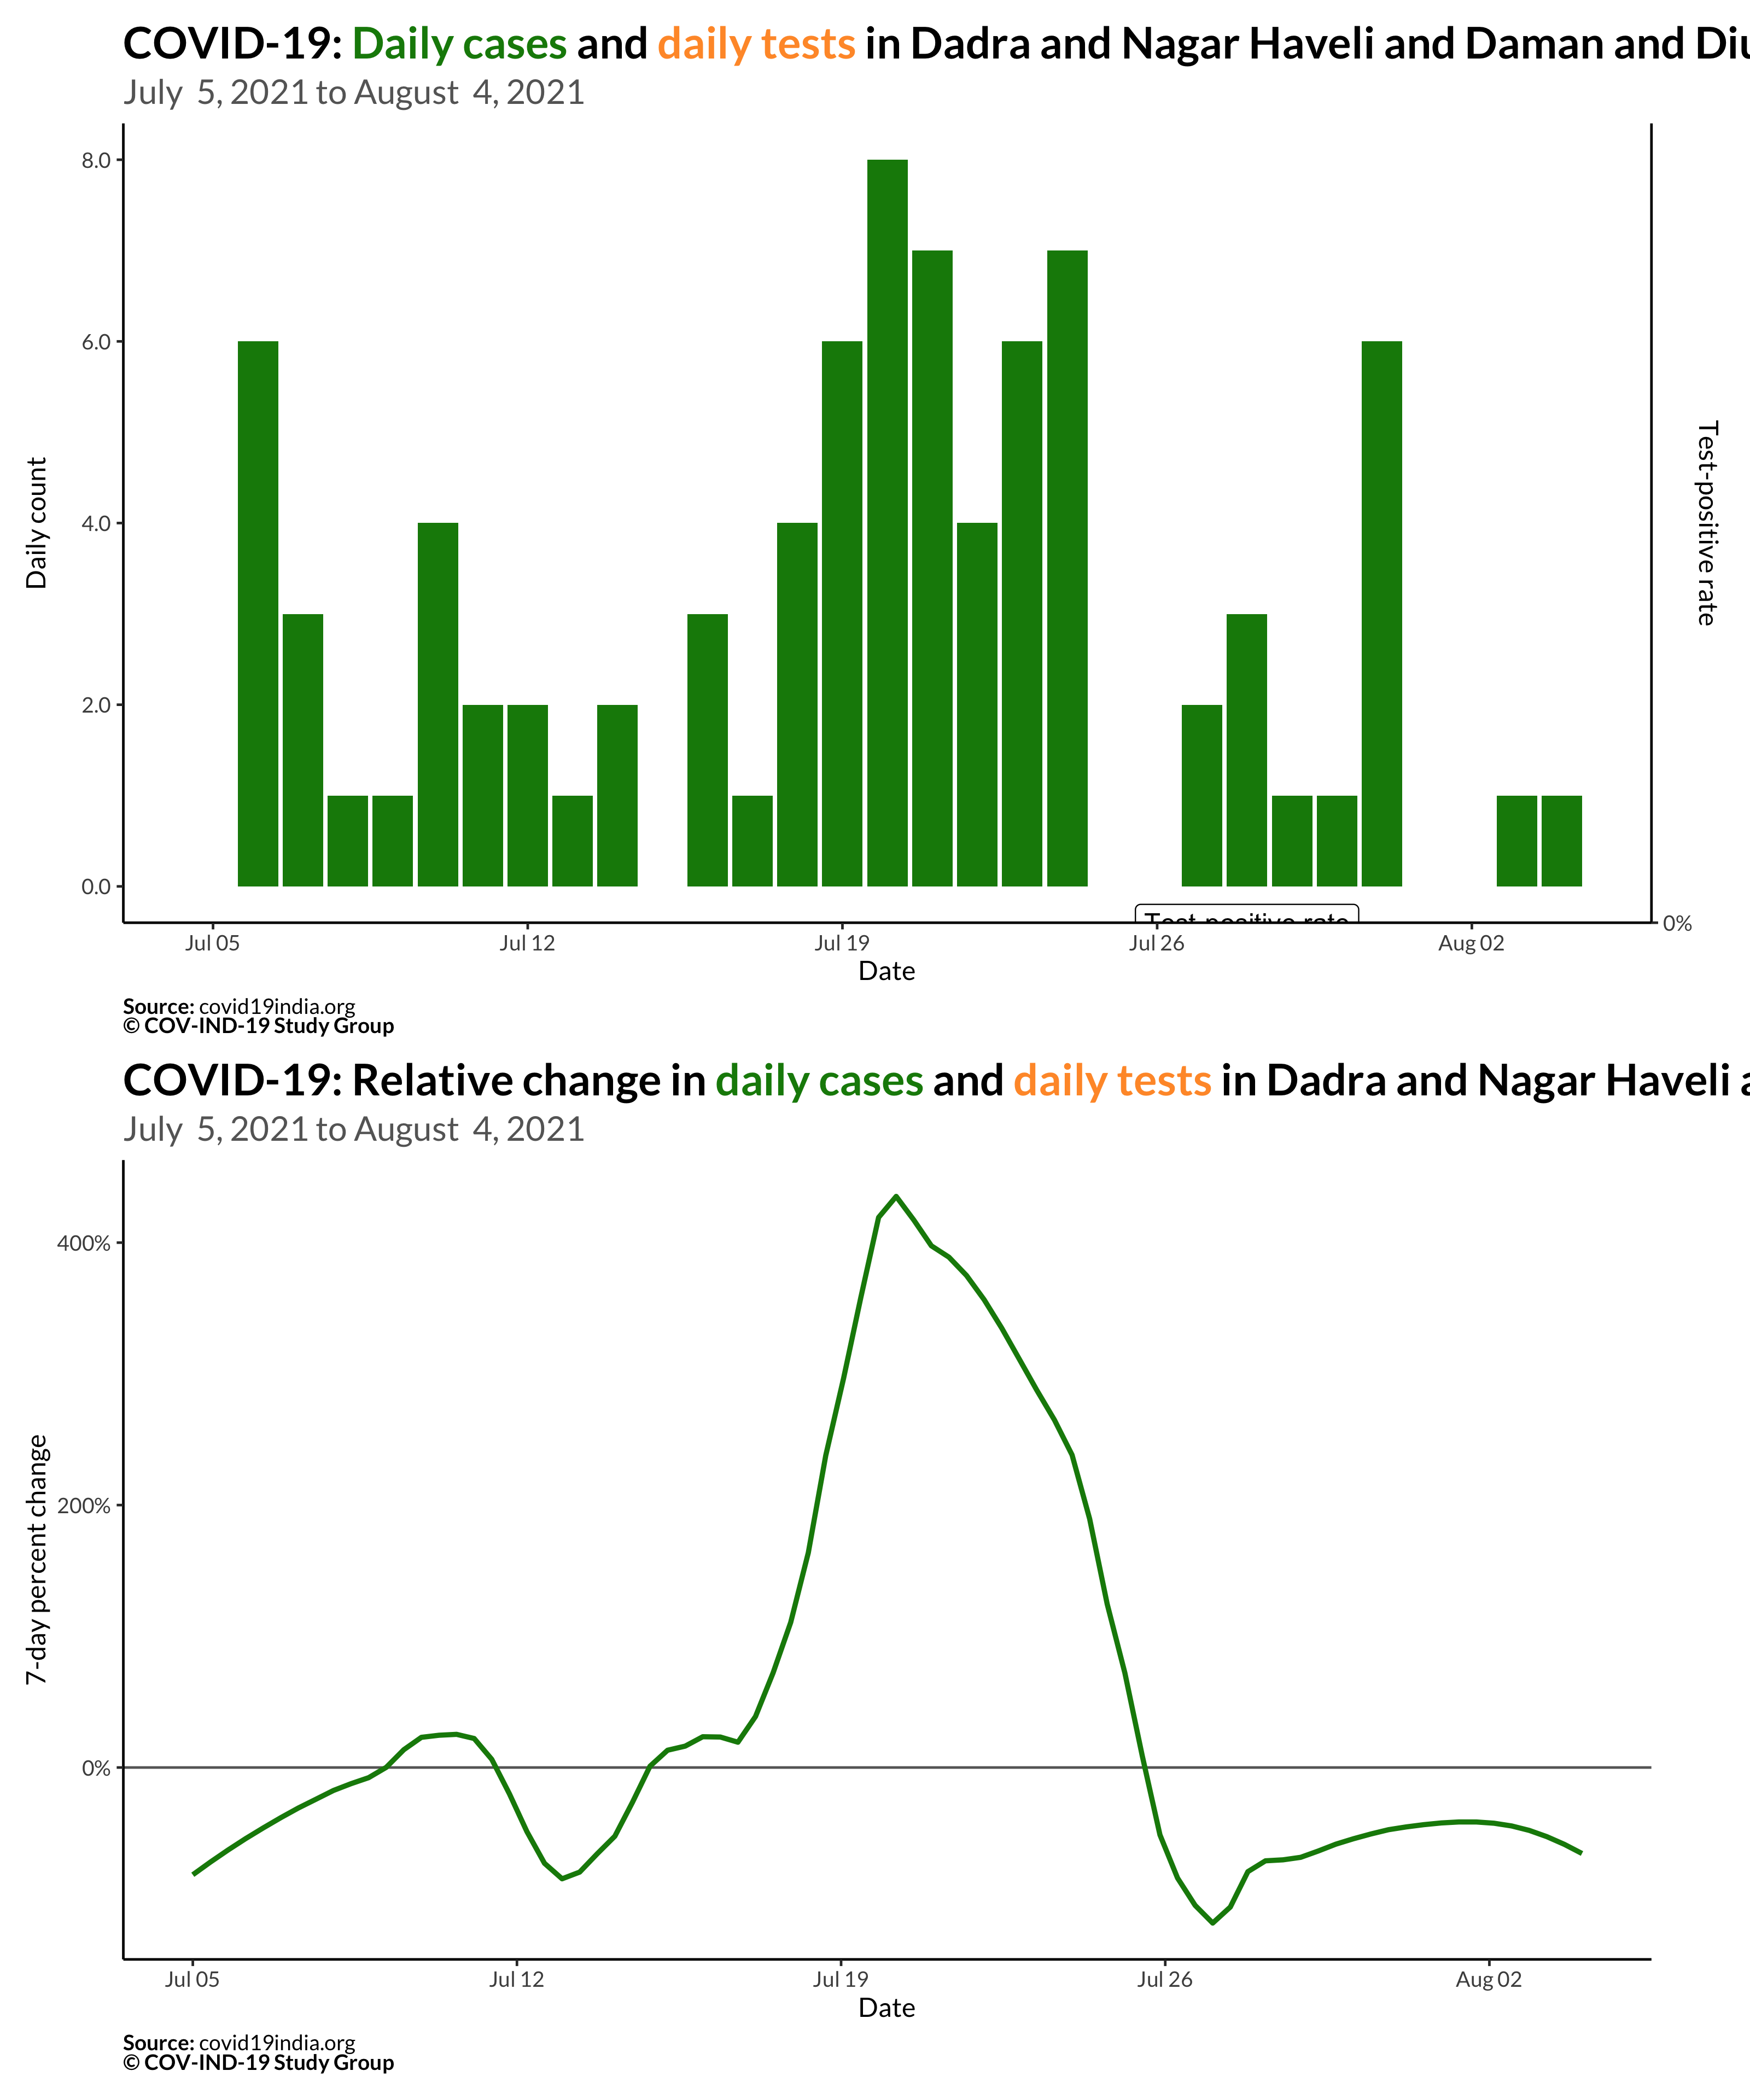 COVID-19: Daily cases and daily tests in Dadra and Nagar Haveli and Daman and Diu
July 5, 2021 to August 4, 2021
8.0
6.0
4.0
2.0
0.0
Daily count
Test-positive rate
Test-positive rate
0%
Jul 05
Jul 12
Jul 19
Jul 26
Aug 02
Date
Source: covid19india.org
© COV-IND-19 Study Group
COVID-19: Relative change in daily cases and daily tests in Dadra and Nagar Haveli
July 5, 2021 to August 4, 2021
400%
200%
0%
7-day percent change
Jul 05
Jul 12
Jul 19
Jul 26
Aug 02
Date
Source: covid19india.org
© COV-IND-19 Study Group